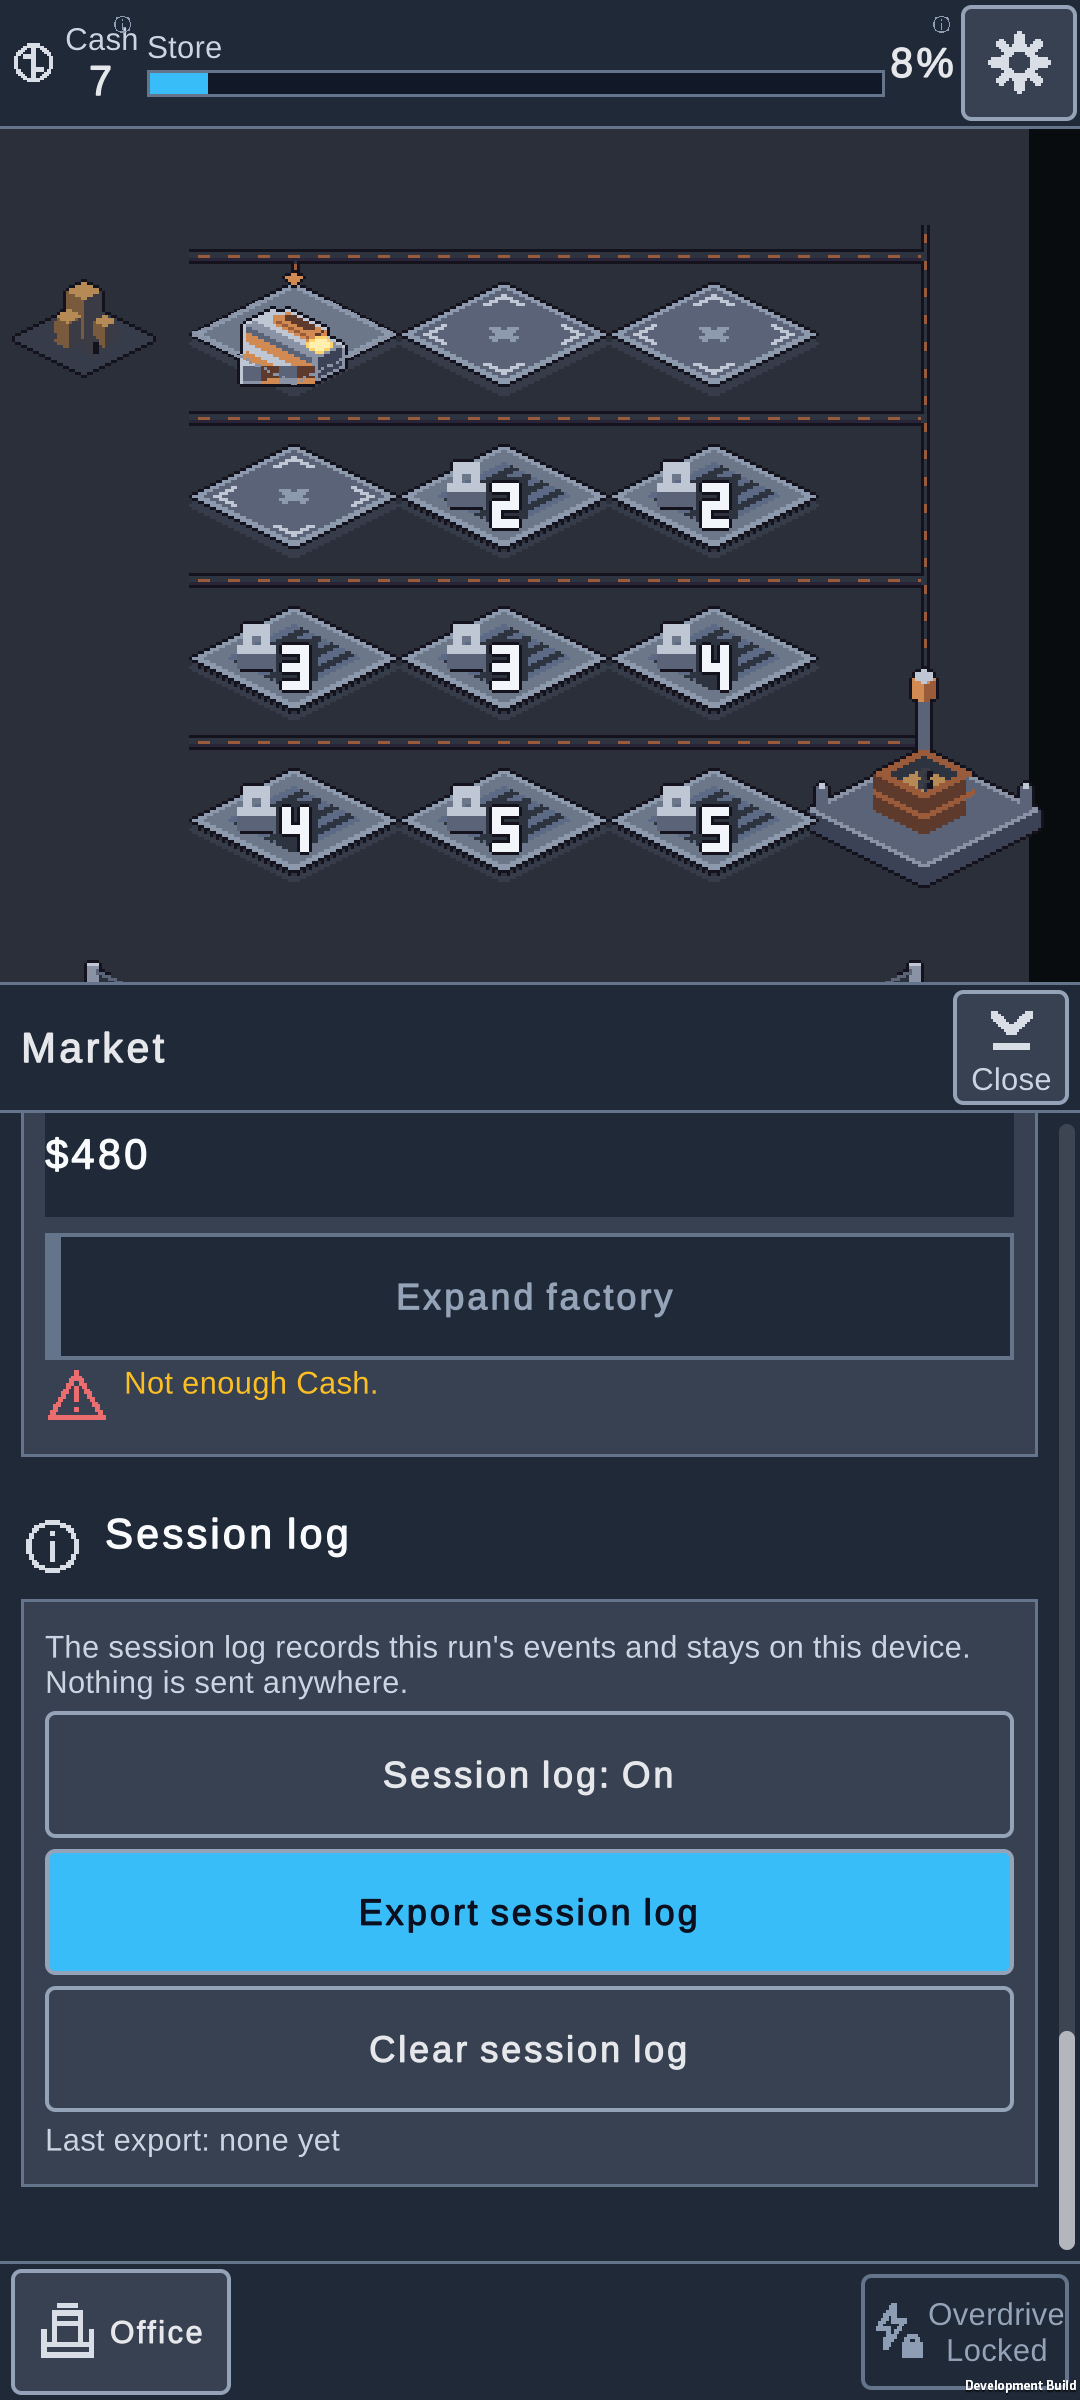 Cash
7
Store
8%
2
2
3
3
4
4
5
5
Market
Close
$480
Expand factory
Not enough Cash.
Session log
The session log records this run's events and stays on this device.
Nothing is sent anywhere.
Session log: On
Export session log
Clear session log
Last export: none yet
Office
Overdrive
Locked
Development Build